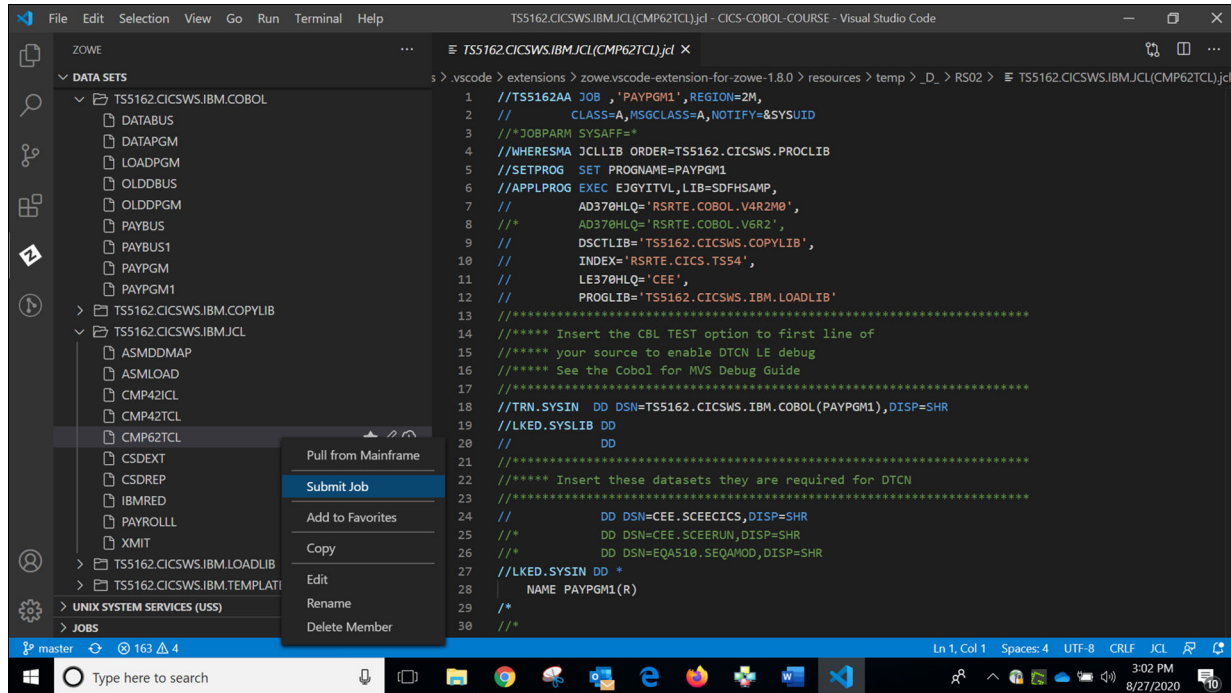 File Edit Selection View Go Run Terminal Help TS5162.CICSWS.IBM.JCL(CMP62TCL).jcl - CICS-COBOL-COURSE - Visual Studio Code
ZOWE ...
DATA SETS
TS5162.CICSWS.IBM.COBOL
DATABUS
DATAPGM
LOADPGM
OLDDBUS
OLDDPGM
PAYBUS
PAYBUS1
PAYPGM
PAYPGM1
TS5162.CICSWS.IBM.COPYLIB
TS5162.CICSWS.IBM.JCL
ASMDDMAP
ASMLOAD
CMP42ICL
CMP42TCL
CMP62TCL
CSDEXT
CSDREP
IBMRED
PAYROLLL
XMIT
TS5162.CICSWS.IBM.LOADLIB
TS5162.CICSWS.IBM.TEMPLATE
UNIX SYSTEM SERVICES (USS)
JOBS
Pull from Mainframe
Submit Job
Add to Favorites
Copy
Edit
Rename
Delete Member
TS5162.CICSWS.IBM.JCL(CMP62TCL).jcl
s > .vscode > extensions > zowe.vscode-extension-for-zowe-1.8.0 > resources > temp > _D_ > RS02 > TS5162.CICSWS.IBM.JCL(CMP62TCL).jcl
1 //TS5162AA JOB ,'PAYPGM1',REGION=2M,
2 // CLASS=A,MSGCLASS=A,NOTIFY=&SYSUID
3 //*JOBPARM SYSAFF=*
4 //WHERESMA JCLLIB ORDER=TS5162.CICSWS.PROCLIB
5 //SETPROG SET PROGNAME=PAYPGM1
6 //APPLPROG EXEC EJGYITVL,LIB=SDFHSAMP,
7 // AD370HLQ='RSRTE.COBOL.V4R2M0',
8 //* AD370HLQ='RSRTE.COBOL.V6R2',
9 // DSCTLIB='TS5162.CICSWS.COPYLIB',
10 // INDEX='RSRTE.CICS.TS54',
11 // LE370HLQ='CEE',
12 // PROGLIB='TS5162.CICSWS.IBM.LOADLIB'
13 //*********************************************************************
14 //***** Insert the CBL TEST option to first line of
15 //***** your source to enable DTCN LE debug
16 //***** See the Cobol for MVS Debug Guide
17 //*********************************************************************
18 //TRN.SYSIN DD DSN=TS5162.CICSWS.IBM.COBOL(PAYPGM1),DISP=SHR
19 //LKED.SYSLIB DD
20 // DD
21 //*********************************************************************
22 //***** Insert these datasets they are required for DTCN
23 //*********************************************************************
24 // DD DSN=CEE.SCEECICS,DISP=SHR
25 //* DD DSN=CEE.SCEERUN,DISP=SHR
26 //* DD DSN=EQA510.SEQAMOD,DISP=SHR
27 //LKED.SYSIN DD *
28 NAME PAYPGM1(R)
29 /*
30 //*
master 163 4 Ln 1, Col 1 Spaces: 4 UTF-8 CRLF JCL
Type here to search 3:02 PM
8/27/2020
10